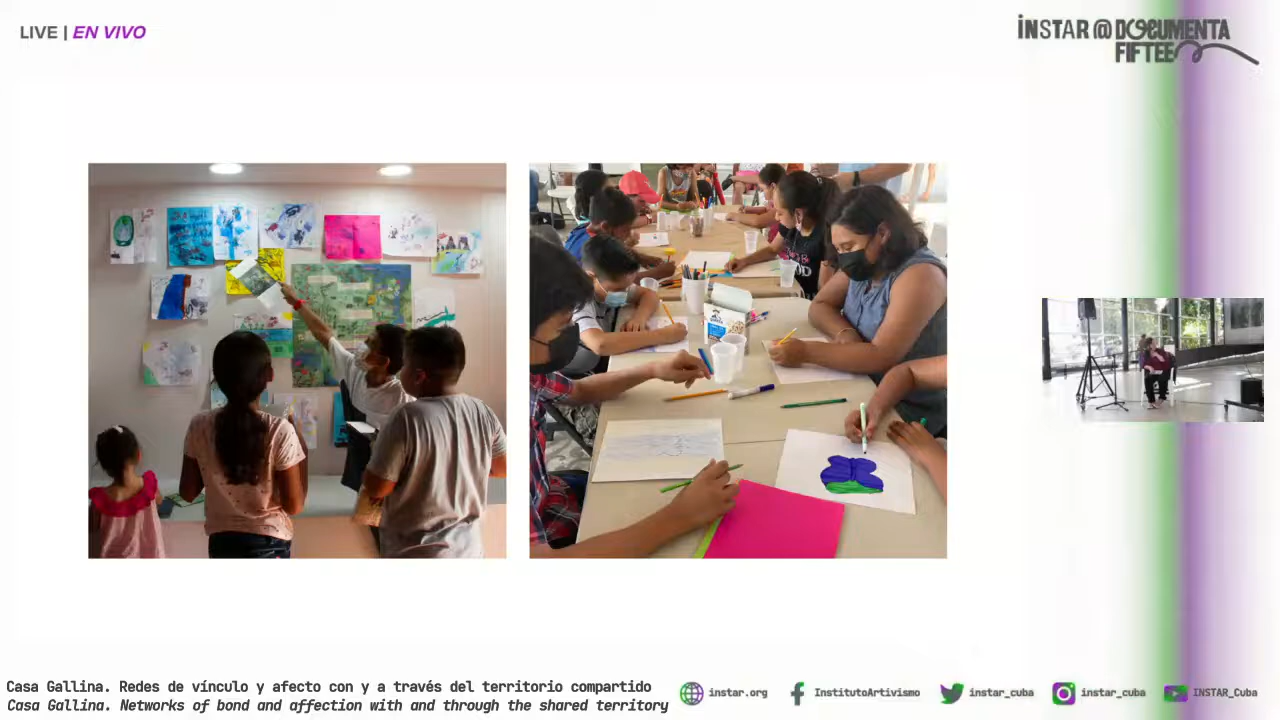 LIVE | EN VIVO
INSTAR @ DOCUMENTA
FIFTEEN
Casa Gallina. Redes de vínculo y afecto con y a través del territorio compartido
Casa Gallina. Networks of bond and affection with and through the shared territory
instar.org
InstitutoArtivismo
instar_cuba
instar_cuba
INSTAR_Cuba